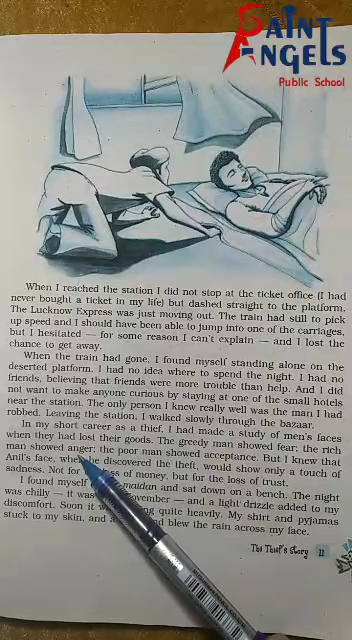 SAINT
ANGELS
Public School
When I reached the station I did not stop at the ticket office (I had
never bought a ticket in my life) but dashed straight to the platform.
The Lucknow Express was just moving out. The train had still to pick
up speed and I should have been able to jump into one of the carriages,
but I hesitated — for some reason I can't explain — and I lost the
chance to get away.
When the train had gone, I found myself standing alone on the
deserted platform. I had no idea where to spend the night. I had no
friends, believing that friends were more trouble than help. And I did
not want to make anyone curious by staying at one of the small hotels
near the station. The only person I knew really well was the man I had
robbed. Leaving the station, I walked slowly through the bazaar.
In my short career as a thief, I had made a study of men's faces
when they had lost their goods. The greedy man showed fear; the rich
man showed anger; the poor man showed acceptance. But I knew that
Anil's face, when he discovered the theft, would show only a touch of
sadness. Not for loss of money, but for the loss of trust.
I found myself maidan and sat down on a bench. The night
was chilly — it was November — and a light drizzle added to my
discomfort. Soon it quite heavily. My shirt and pyjamas
stuck to my skin, and a wind blew the rain across my face.
The Thief's Story 11